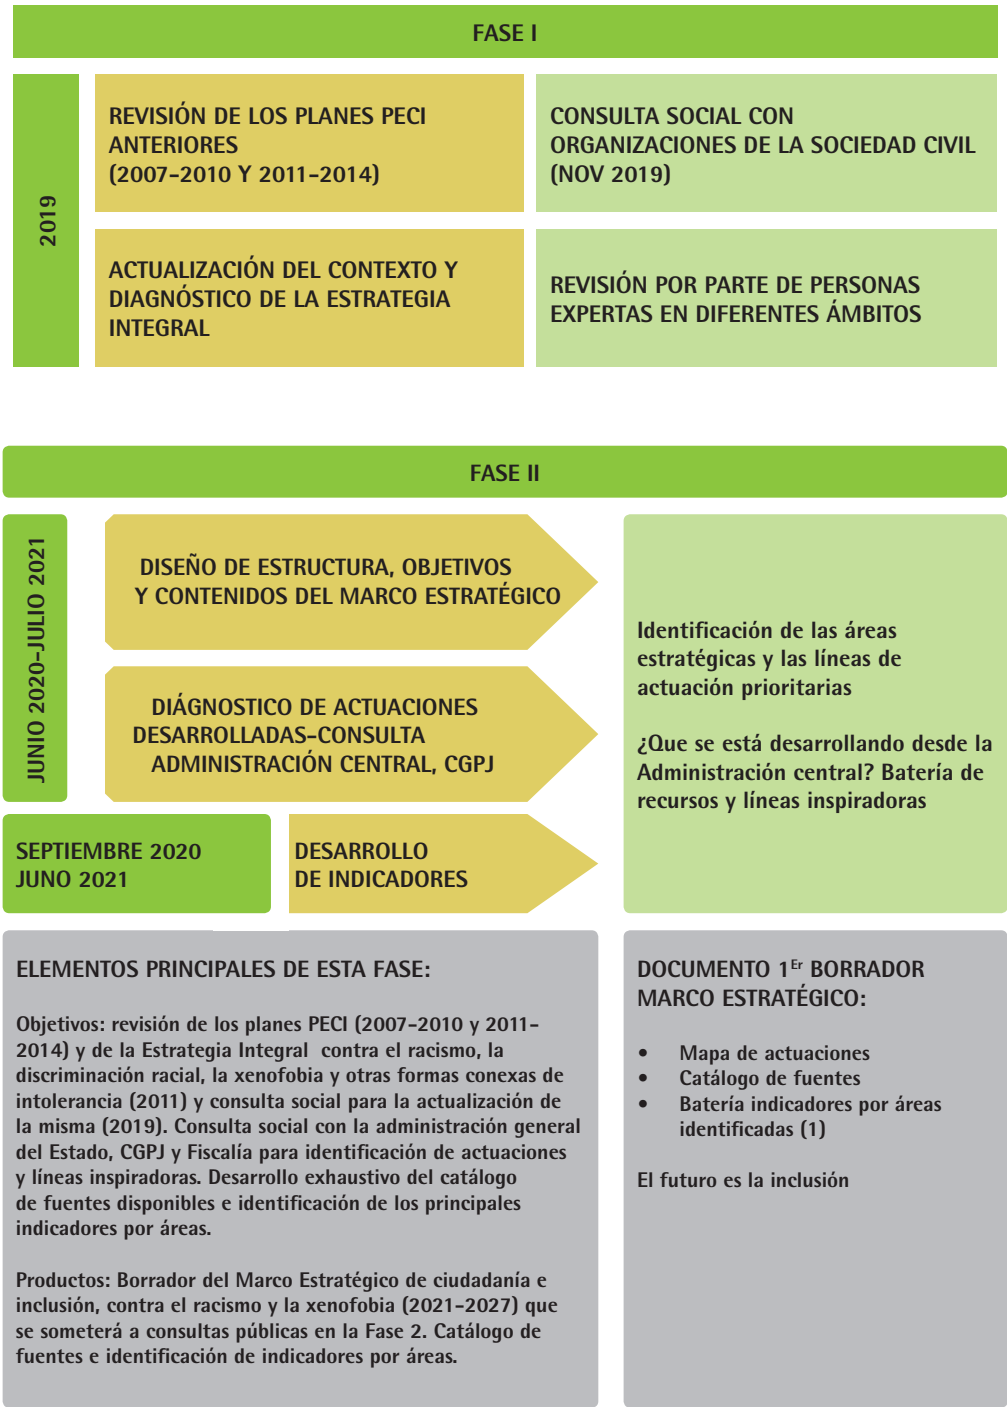 FASE I
2019
REVISIÓN DE LOS PLANES PECI
ANTERIORES
(2007-2010 Y 2011-2014)
CONSULTA SOCIAL CON
ORGANIZACIONES DE LA SOCIEDAD CIVIL
(NOV 2019)
ACTUALIZACIÓN DEL CONTEXTO Y
DIAGNÓSTICO DE LA ESTRATEGIA
INTEGRAL
REVISIÓN POR PARTE DE PERSONAS
EXPERTAS EN DIFERENTES ÁMBITOS
FASE II
JUNIO 2020-JULIO 2021
DISEÑO DE ESTRUCTURA, OBJETIVOS
Y CONTENIDOS DEL MARCO ESTRATÉGICO
DIÁGNOSTICO DE ACTUACIONES
DESARROLLADAS-CONSULTA
ADMINISTRACIÓN CENTRAL, CGPJ
SEPTIEMBRE 2020
JUNO 2021
DESARROLLO
DE INDICADORES
Identificación de las áreas
estratégicas y las líneas de
actuación prioritarias
¿Que se está desarrollando desde la
Administración central? Batería de
recursos y líneas inspiradoras
ELEMENTOS PRINCIPALES DE ESTA FASE:
Objetivos: revisión de los planes PECI (2007-2010 y 2011-
2014) y de la Estrategia Integral contra el racismo, la
discriminación racial, la xenofobia y otras formas conexas de
intolerancia (2011) y consulta social para la actualización de
la misma (2019). Consulta social con la administración general
del Estado, CGPJ y Fiscalía para identificación de actuaciones
y líneas inspiradoras. Desarrollo exhaustivo del catálogo
de fuentes disponibles e identificación de los principales
indicadores por áreas.
Productos: Borrador del Marco Estratégico de ciudadanía e
inclusión, contra el racismo y la xenofobia (2021-2027) que
se someterá a consultas públicas en la Fase 2. Catálogo de
fuentes e identificación de indicadores por áreas.
DOCUMENTO 1Er BORRADOR
MARCO ESTRATÉGICO:
• Mapa de actuaciones
• Catálogo de fuentes
• Batería indicadores por áreas
identificadas (1)
El futuro es la inclusión